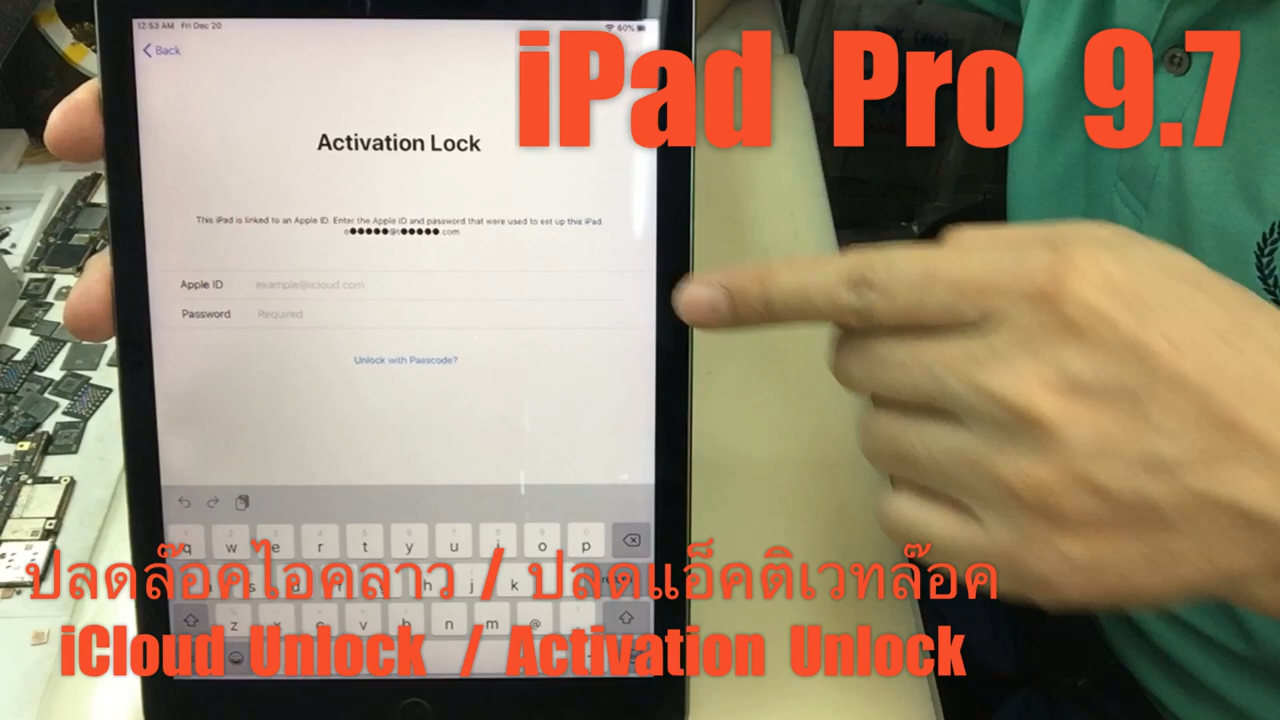 12:53 AM Fri Dec 20
60%
Back
iPad Pro 9.7
Activation Lock
This iPad is linked to an Apple ID. Enter the Apple ID and password that were used to set up this iPad.
e●●●●●@t●●●●●.com
Apple ID example@icloud.com
Password Required
Unlock with Passcode?
q w e r t y u i o p
ปลดล๊อคไอคลาว / ปลดแอ็คติเวทล๊อค
s d f h j k
z x c v b n m @ .
iCloud Unlock / Activation Unlock